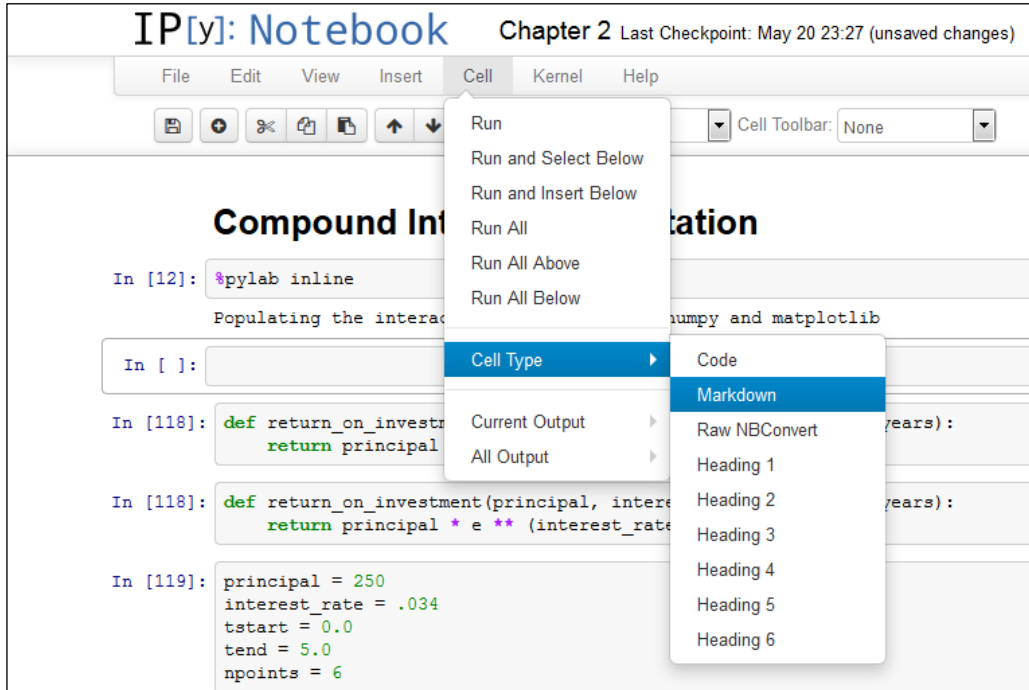 IP[y]: Notebook Chapter 2 Last Checkpoint: May 20 23:27 (unsaved changes)
File Edit View Insert Cell Kernel Help
Cell Toolbar: None
Run
Run and Select Below
Run and Insert Below
Run All
Run All Above
Run All Below
Cell Type
Current Output
All Output
Code
Markdown
Raw NBConvert
Heading 1
Heading 2
Heading 3
Heading 4
Heading 5
Heading 6
Compound tation
In [12]: %pylab inline
Populating the and matplotlib
In [ ]:
In [118]: def years):
return principal
In [118]: def return_on_investment(principal, years):
return principal * e ** (interest_rate
In [119]: principal = 250
interest_rate = .034
tstart = 0.0
tend = 5.0
npoints = 6